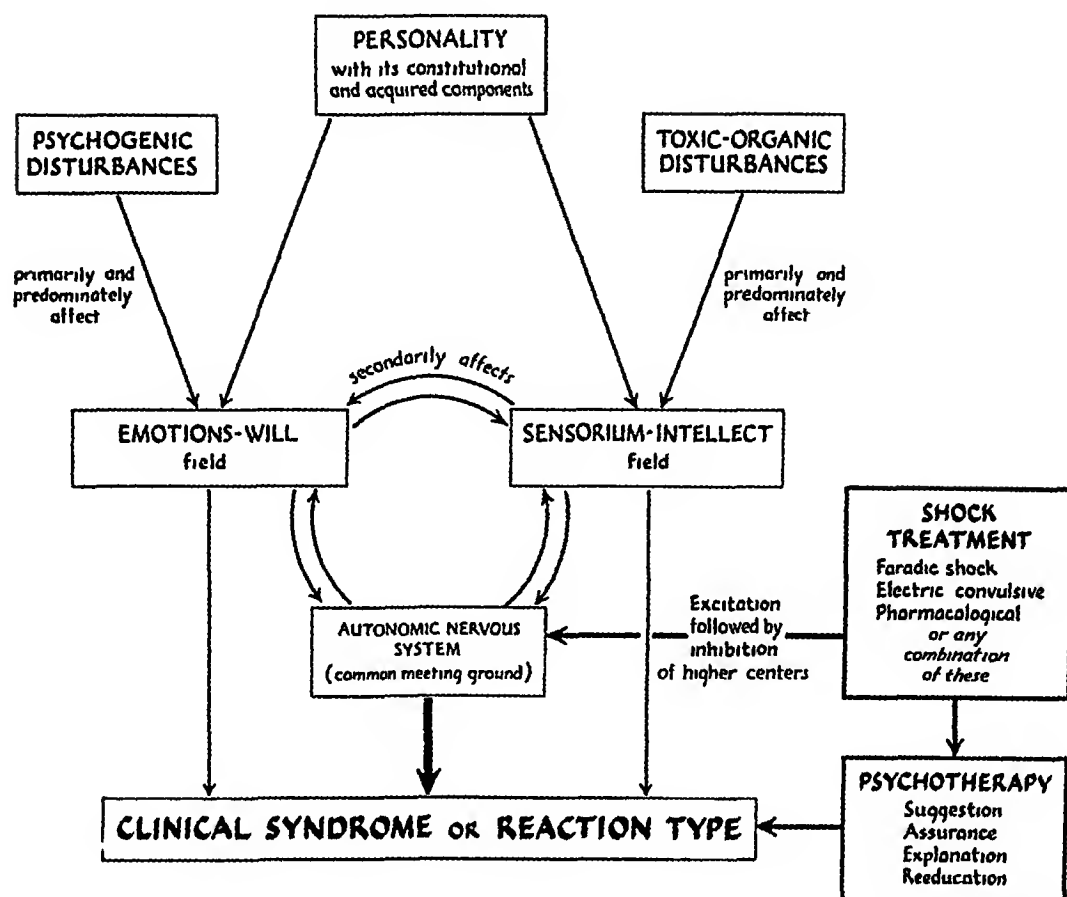 PERSONALITY
with its constitutional
and acquired components
PSYCHOGENIC
DISTURBANCES
TOXIC-ORGANIC
DISTURBANCES
primarily and
predominately
affect
primarily and
predominately
affect
secondarily affects
EMOTIONS-WILL
field
SENSORIUM-INTELLECT
field
SHOCK
TREATMENT
Faradic shock
Electric convulsive
Pharmacological
or any
combination
of these
AUTONOMIC NERVOUS
SYSTEM
(common meeting ground)
Excitation
followed by
inhibition
of higher centers
PSYCHOTHERAPY
Suggestion
Assurance
Explanation
Reeducation
CLINICAL SYNDROME OR REACTION TYPE